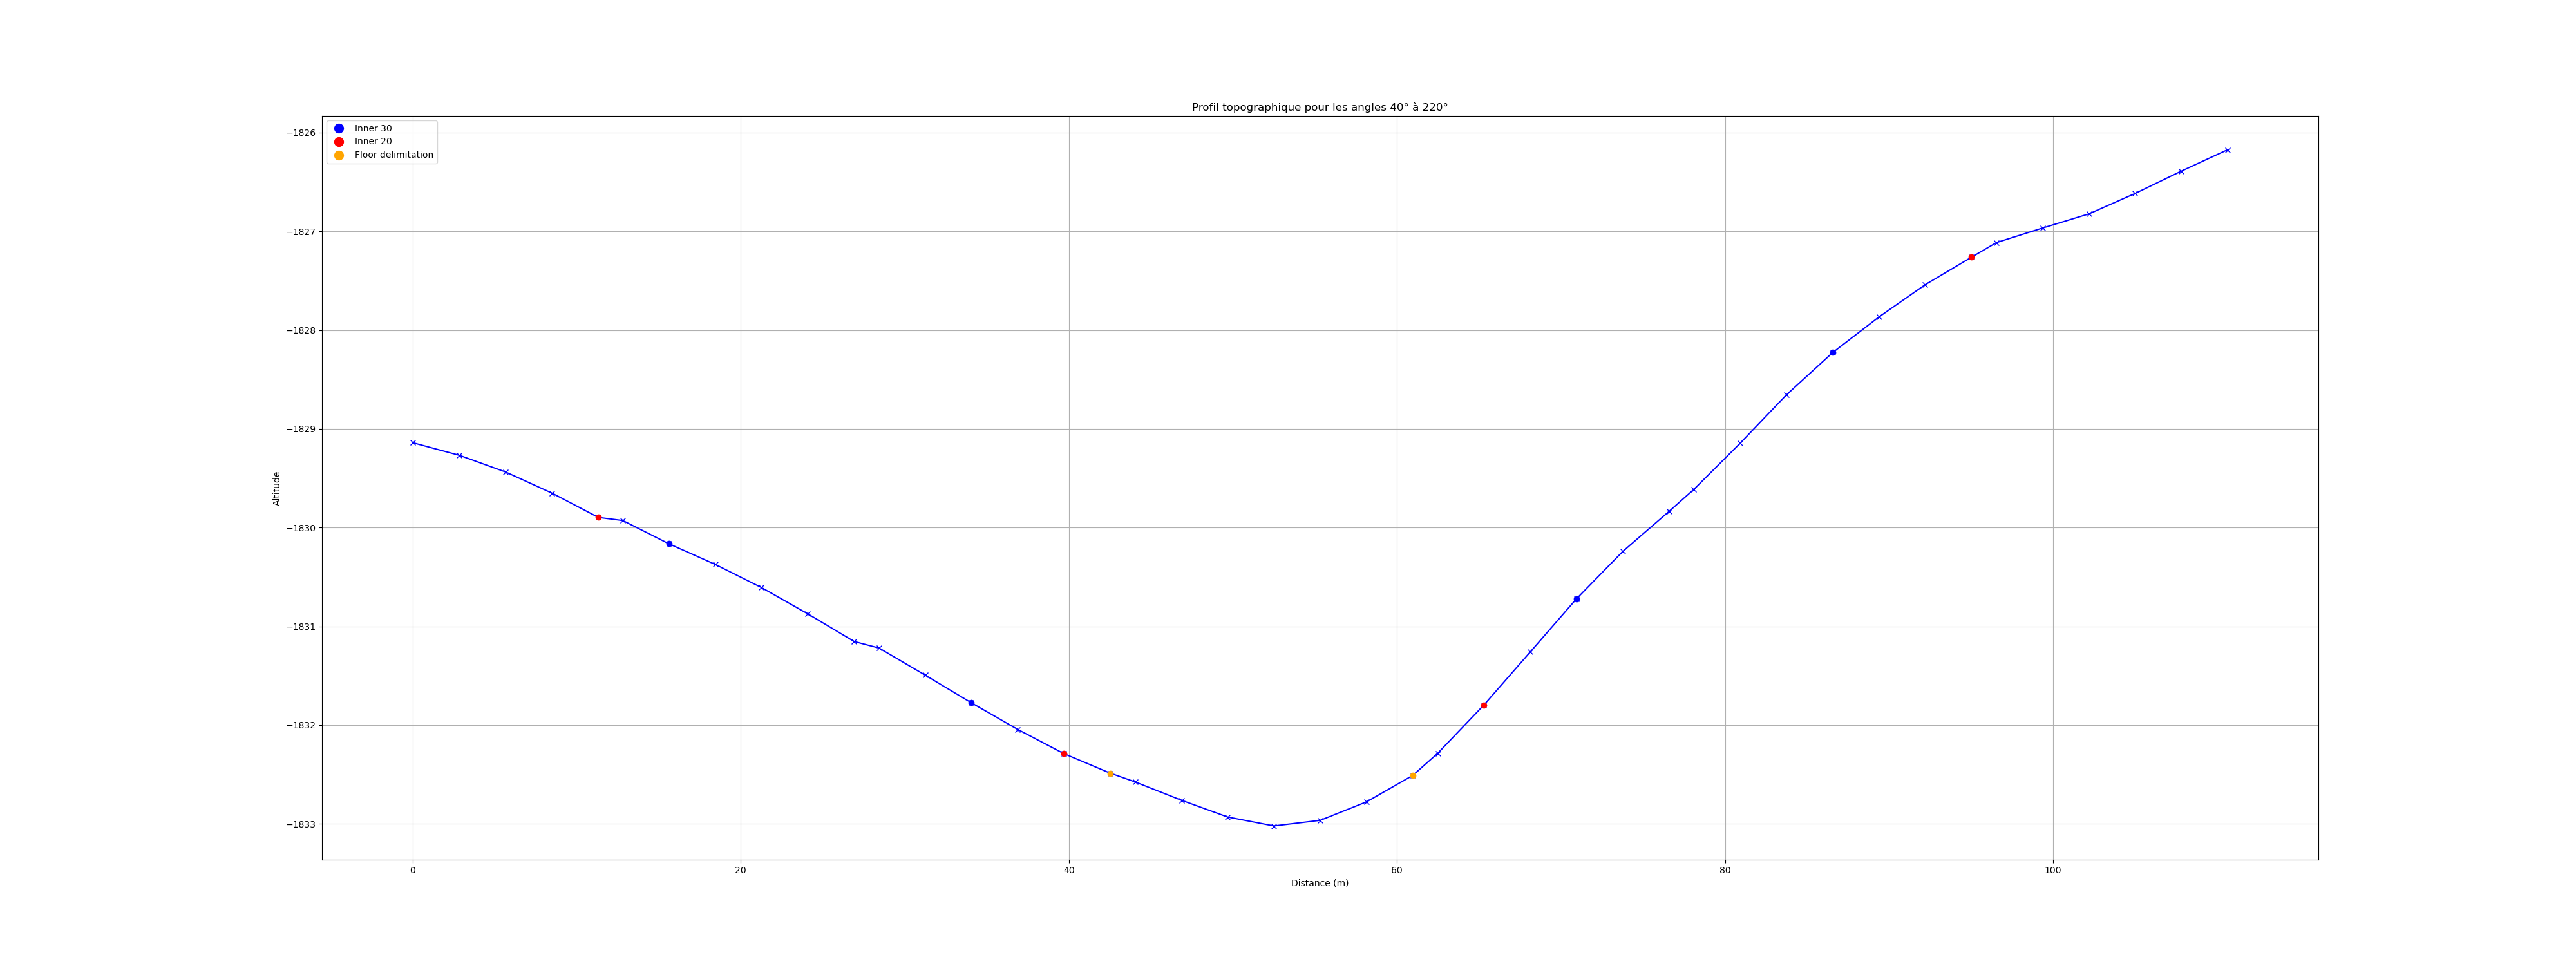 Profil topographique pour les angles 40° à 220°
Inner 30
Inner 20
Floor delimitation
−1826
−1827
−1828
−1829
−1830
−1831
−1832
−1833
Altitude
0 20 40 60 80 100
Distance (m)